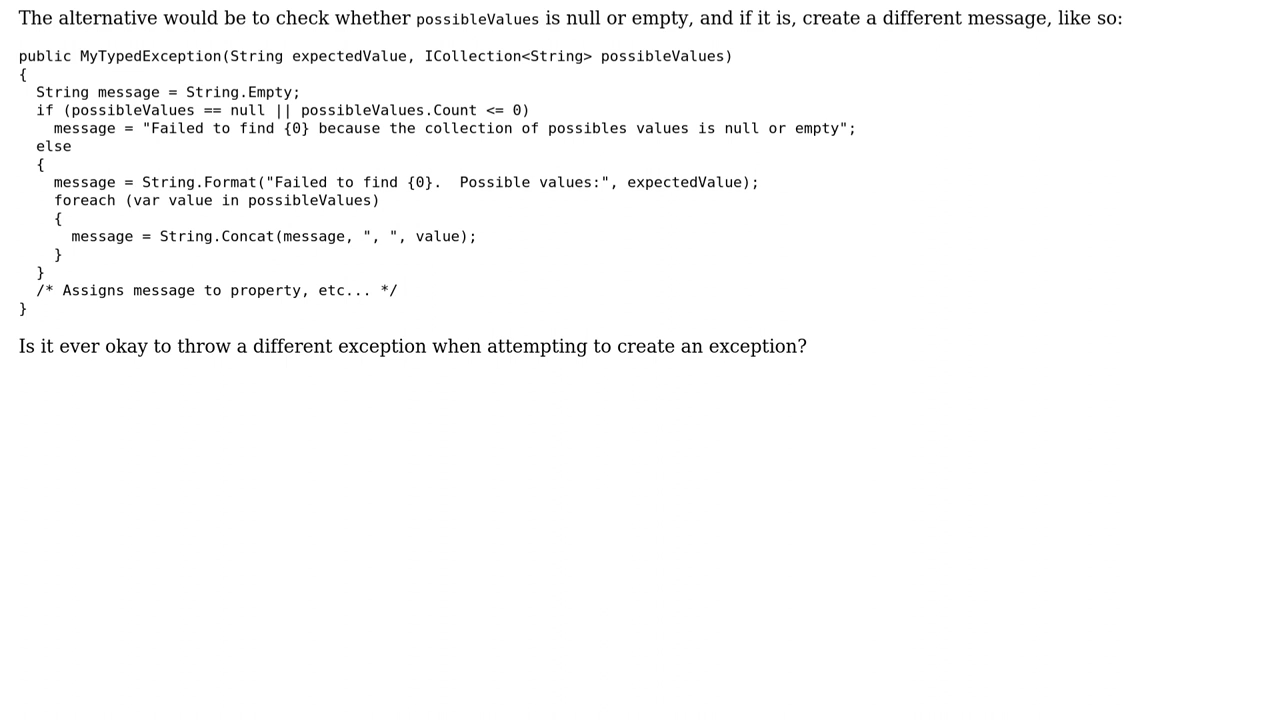 The alternative would be to check whether possibleValues is null or empty, and if it is, create a different message, like so:
public MyTypedException(String expectedValue, ICollection<String> possibleValues)
{
  String message = String.Empty;
  if (possibleValues == null || possibleValues.Count <= 0)
    message = "Failed to find {0} because the collection of possibles values is null or empty";
  else
  {
    message = String.Format("Failed to find {0}.  Possible values:", expectedValue);
    foreach (var value in possibleValues)
    {
      message = String.Concat(message, ", ", value);
    }
  }
  /* Assigns message to property, etc... */
}
Is it ever okay to throw a different exception when attempting to create an exception?